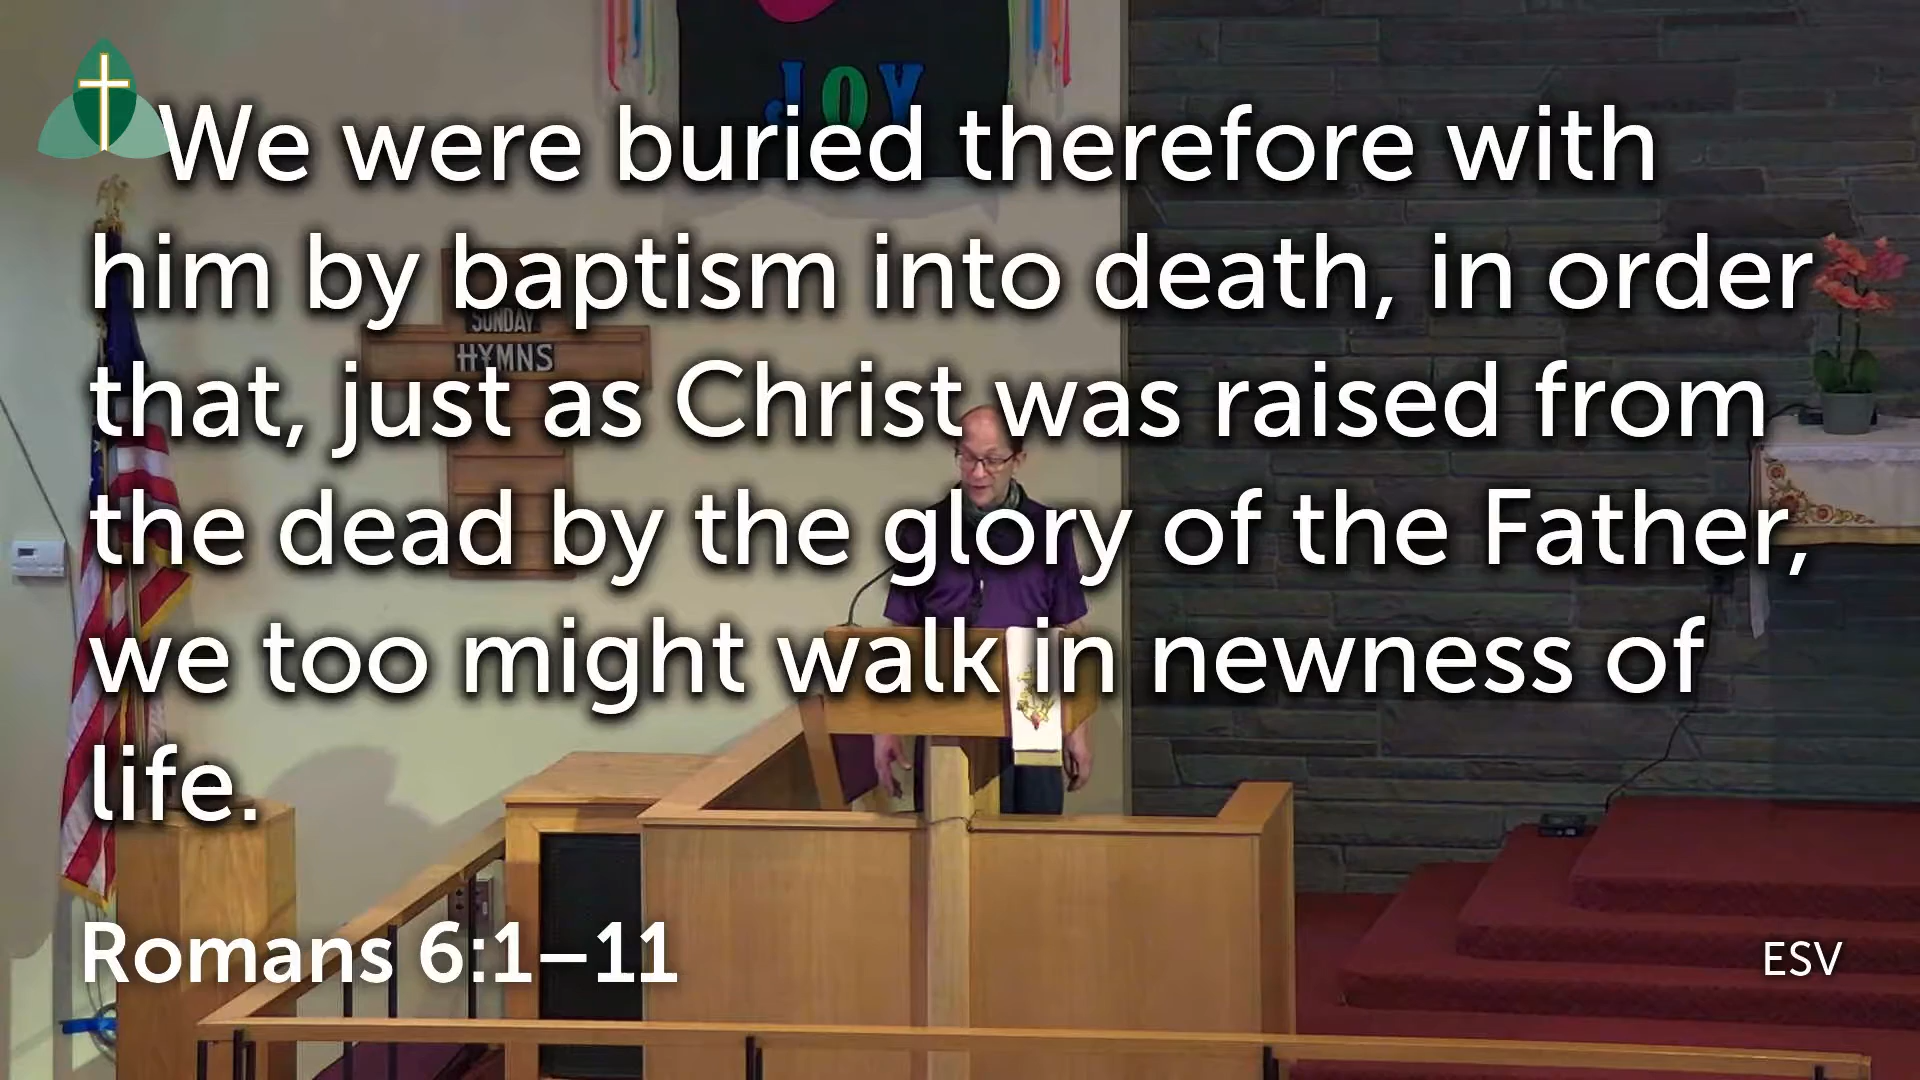 JOY
We were buried therefore with
him by baptism into death, in order
that, just as Christ was raised from
the dead by the glory of the Father,
we too might walk in newness of
life.
SUNDAY
HYMNS
Romans 6:1–11
ESV